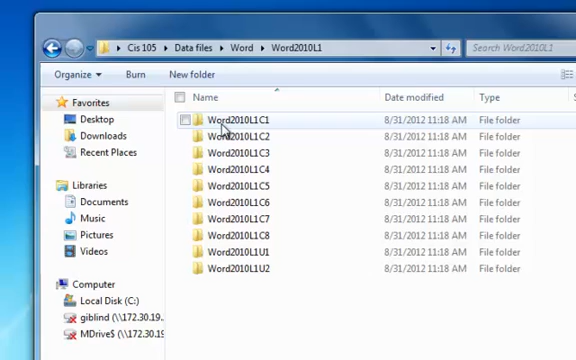 Cis 105 Data files Word Word2010L1 Search Word2010L1
Organize Burn New folder
Favorites
Desktop
Downloads
Recent Places
Libraries
Documents
Music
Pictures
Videos
Computer
Local Disk (C:)
giblind (\\172.30.19...
MDrive$ (\\172.30.19...
Name Date modified Type
Word2010L1C1 8/31/2012 11:18 AM File folder
Word2010L1C2 8/31/2012 11:18 AM File folder
Word2010L1C3 8/31/2012 11:18 AM File folder
Word2010L1C4 8/31/2012 11:18 AM File folder
Word2010L1C5 8/31/2012 11:18 AM File folder
Word2010L1C6 8/31/2012 11:18 AM File folder
Word2010L1C7 8/31/2012 11:18 AM File folder
Word2010L1C8 8/31/2012 11:18 AM File folder
Word2010L1U1 8/31/2012 11:18 AM File folder
Word2010L1U2 8/31/2012 11:18 AM File folder